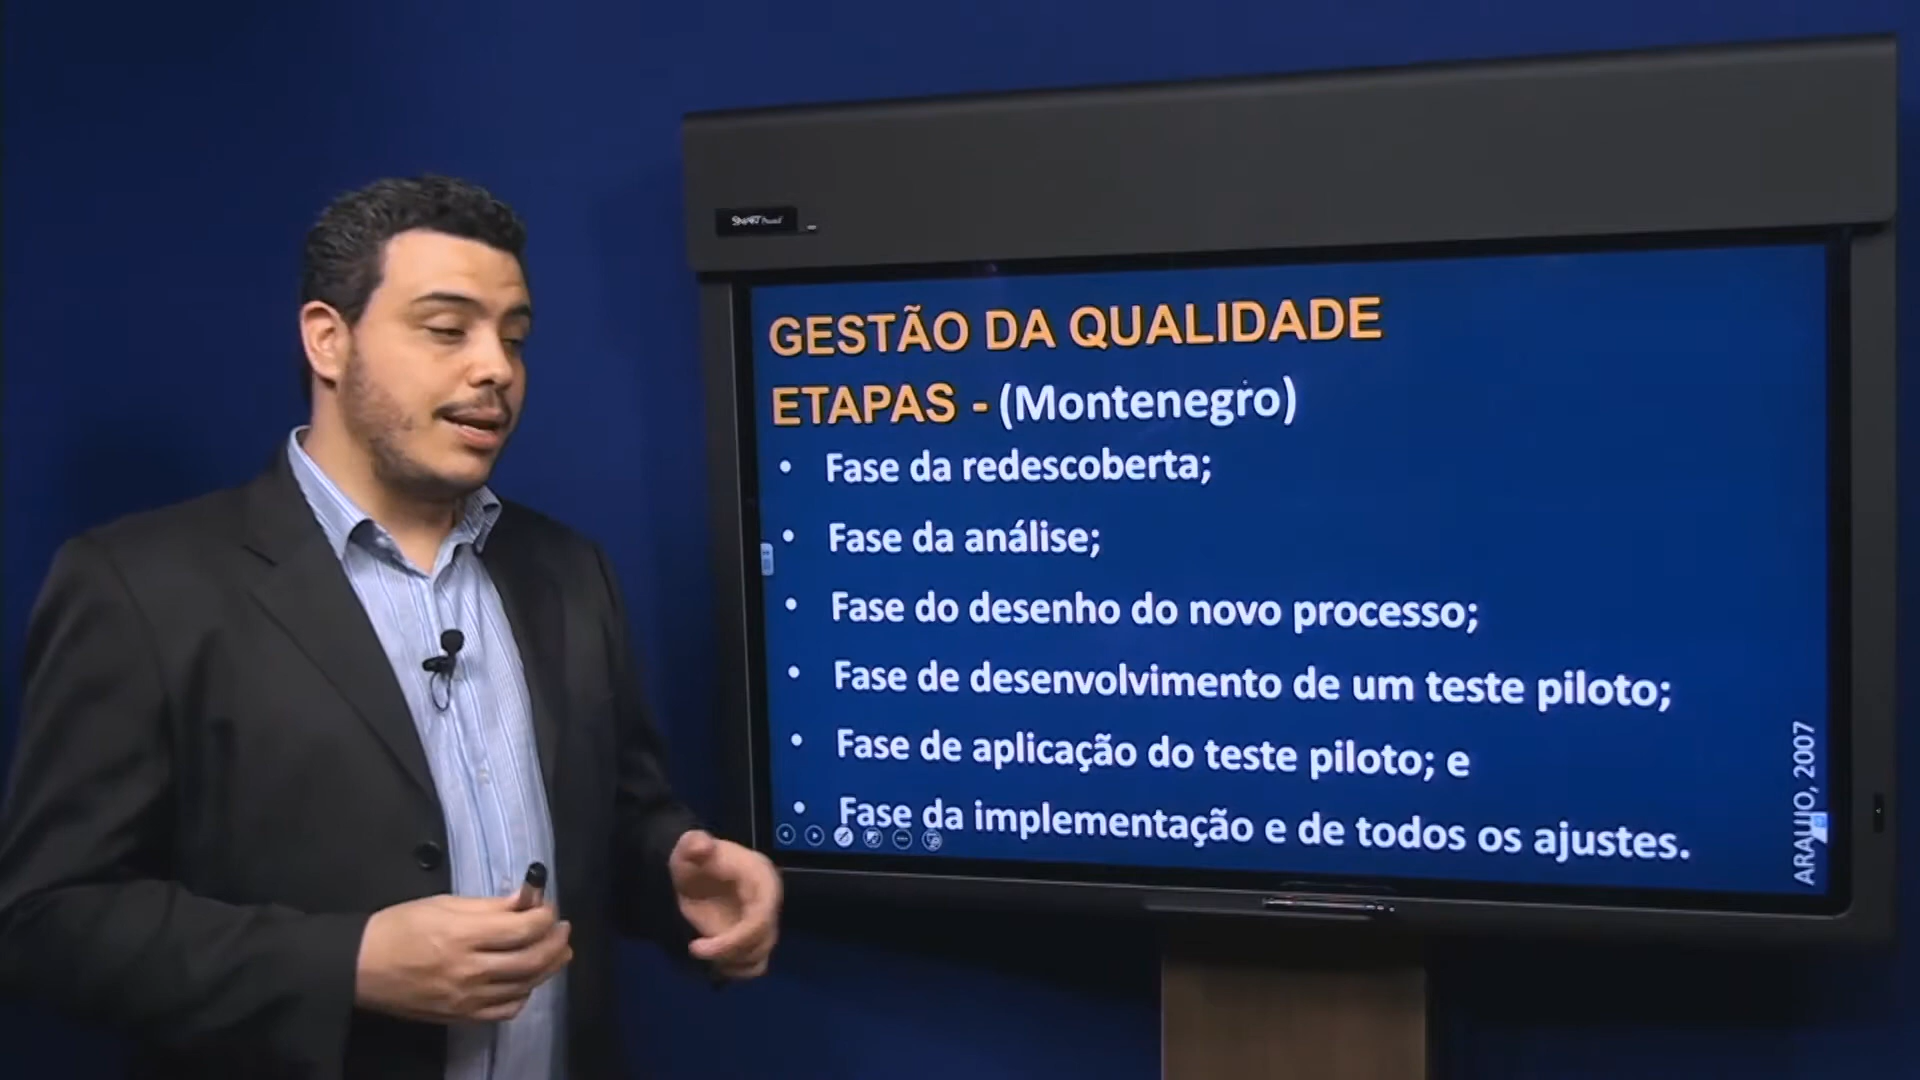 SMART Board
GESTÃO DA QUALIDADE
ETAPAS - (Montenegro)
• Fase da redescoberta;
• Fase da análise;
• Fase do desenho do novo processo;
• Fase de desenvolvimento de um teste piloto;
• Fase de aplicação do teste piloto; e
• Fase da implementação e de todos os ajustes.
ARAUJO, 2007